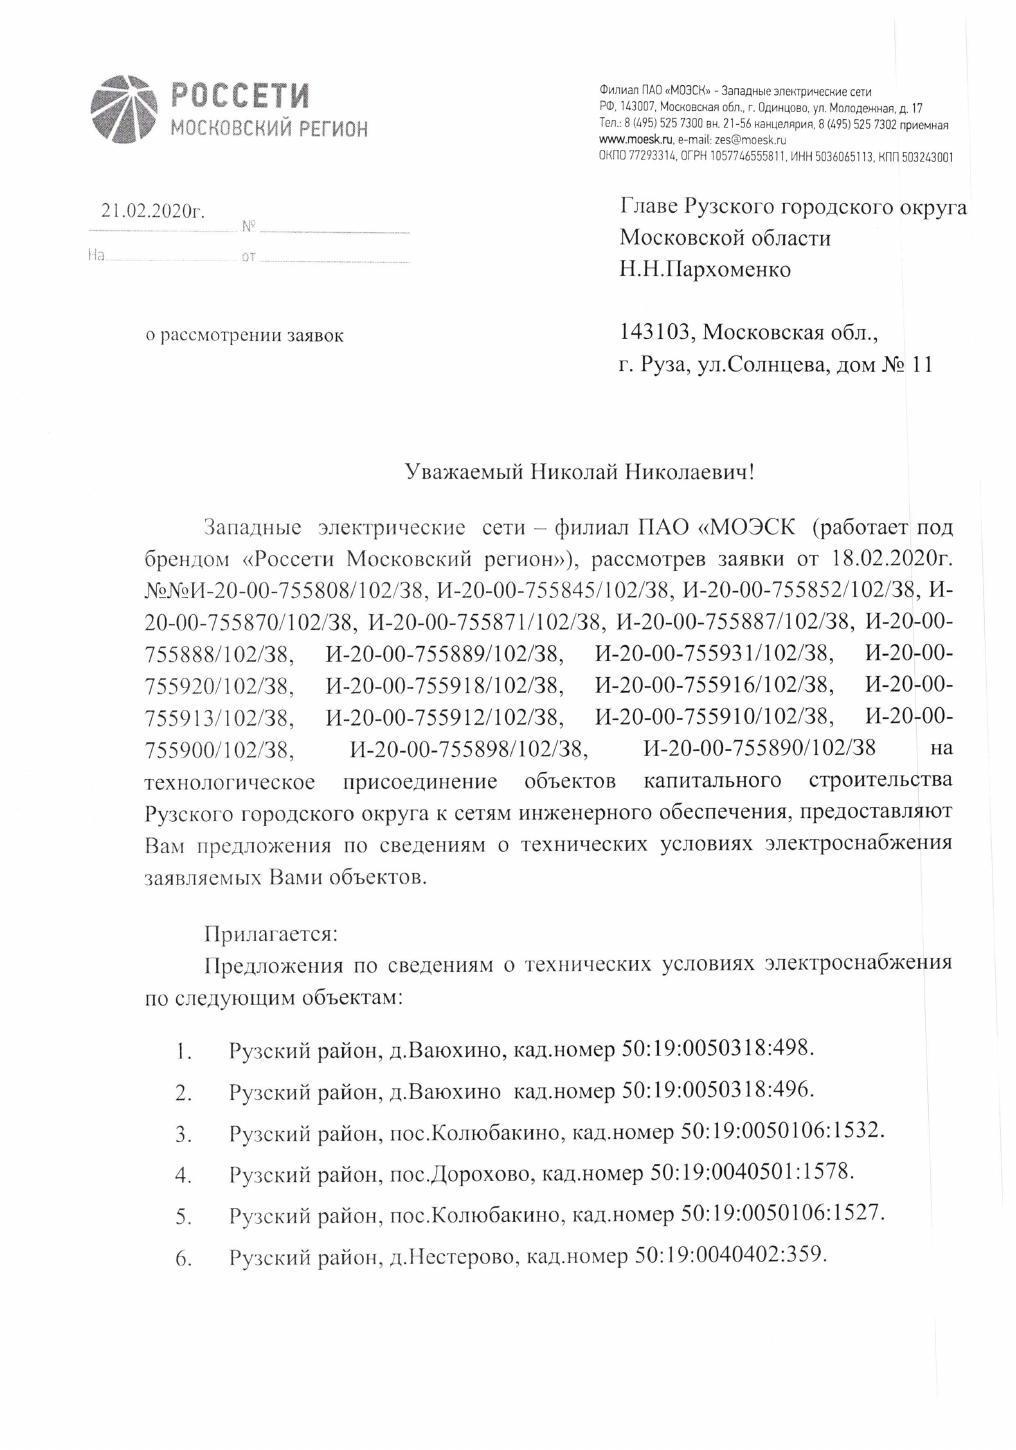 РОССЕТИ
МОСКОВСКИЙ РЕГИОН
Филиал ПАО «МОЭСК» - Западные электрические сети
РФ, 143007, Московская обл., г. Одинцово, ул. Молодежная, д. 17
Тел.: 8 (495) 525 7300 вн. 21-56 канцелярия, 8 (495) 525 7302 приемная
www.moesk.ru, e-mail: zes@moesk.ru
ОКПО 77293314, ОГРН 1057746555811, ИНН 5036065113, КПП 503243001
21.02.2020г.
№
На от
Главе Рузского городского округа
Московской области
Н.Н.Пархоменко
о рассмотрении заявок
143103, Московская обл.,
г. Руза, ул.Солнцева, дом № 11
Уважаемый Николай Николаевич!
Западные электрические сети – филиал ПАО «МОЭСК (работает под
брендом «Россети Московский регион»), рассмотрев заявки от 18.02.2020г.
№№И-20-00-755808/102/38, И-20-00-755845/102/38, И-20-00-755852/102/38, И-
20-00-755870/102/38, И-20-00-755871/102/38, И-20-00-755887/102/38, И-20-00-
755888/102/38, И-20-00-755889/102/38, И-20-00-755931/102/38, И-20-00-
755920/102/38, И-20-00-755918/102/38, И-20-00-755916/102/38, И-20-00-
755913/102/38, И-20-00-755912/102/38, И-20-00-755910/102/38, И-20-00-
755900/102/38, И-20-00-755898/102/38, И-20-00-755890/102/38 на
технологическое присоединение объектов капитального строительства
Рузского городского округа к сетям инженерного обеспечения, предоставляют
Вам предложения по сведениям о технических условиях электроснабжения
заявляемых Вами объектов.
Прилагается:
Предложения по сведениям о технических условиях электроснабжения
по следующим объектам:
1. Рузский район, д.Ваюхино, кад.номер 50:19:0050318:498.
2. Рузский район, д.Ваюхино кад.номер 50:19:0050318:496.
3. Рузский район, пос.Колюбакино, кад.номер 50:19:0050106:1532.
4. Рузский район, пос.Дорохово, кад.номер 50:19:0040501:1578.
5. Рузский район, пос.Колюбакино, кад.номер 50:19:0050106:1527.
6. Рузский район, д.Нестерово, кад.номер 50:19:0040402:359.